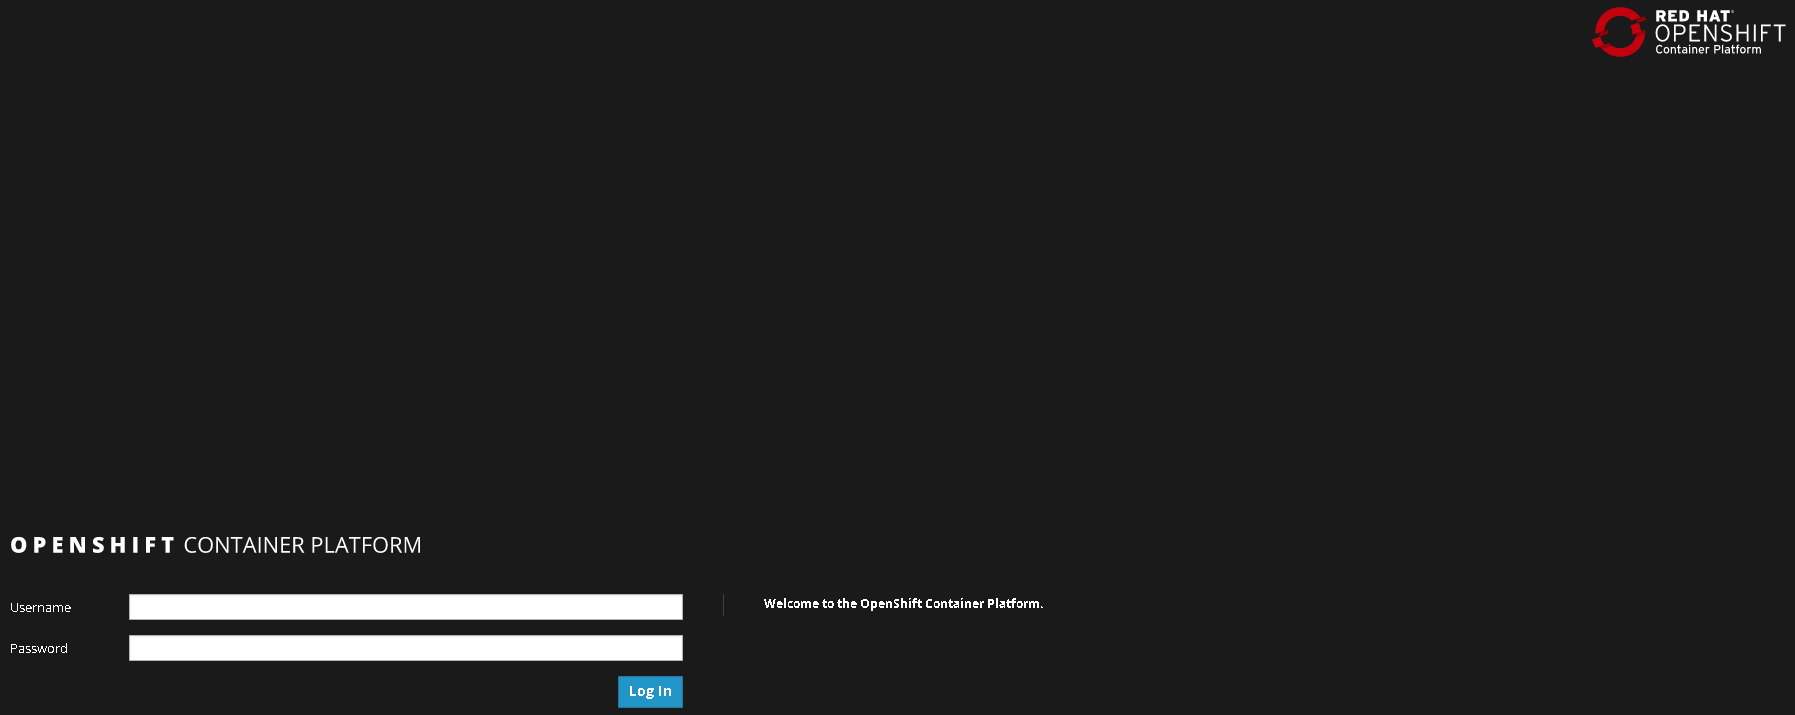 RED HAT®
OPENSHIFT
Container Platform
OPENSHIFT CONTAINER PLATFORM
Username
Welcome to the OpenShift Container Platform.
Password
Log In